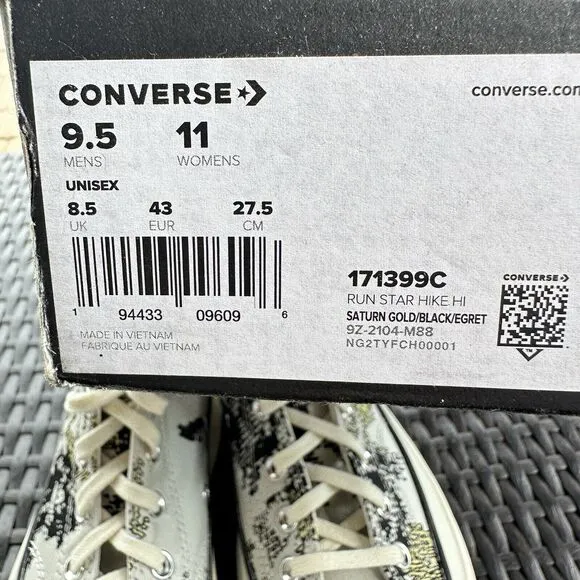 CONVERSE
converse.com
9.5 11
MENS WOMENS
UNISEX
8.5 43 27.5
UK EUR CM
1 94433 09609 6
MADE IN VIETNAM
FABRIQUE AU VIETNAM
171399C
RUN STAR HIKE HI
SATURN GOLD/BLACK/EGRET
9Z-2104-M88
NG2TYFCH00001
CONVERSE
TM